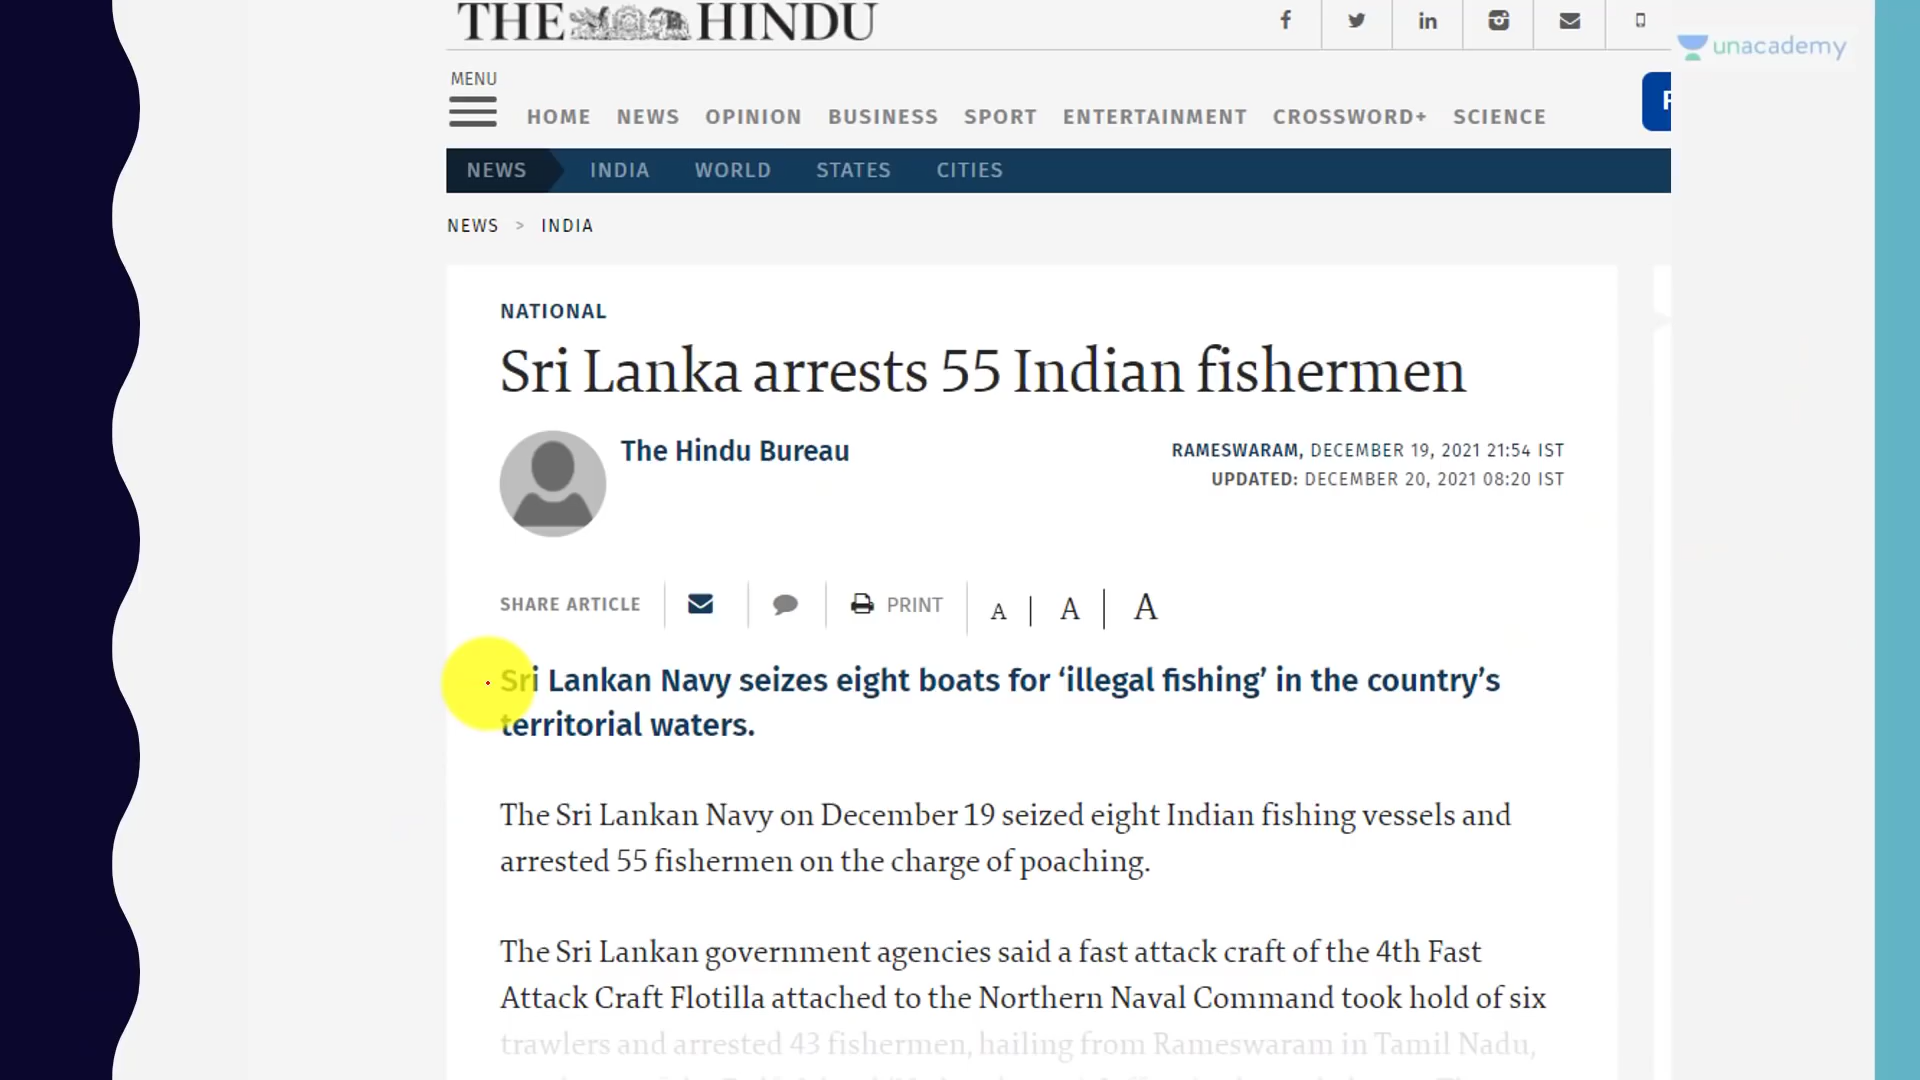 THE HINDU
unacademy
MENU
HOME NEWS OPINION BUSINESS SPORT ENTERTAINMENT CROSSWORD+ SCIENCE
NEWS INDIA WORLD STATES CITIES
NEWS > INDIA
NATIONAL
Sri Lanka arrests 55 Indian fishermen
The Hindu Bureau
RAMESWARAM, DECEMBER 19, 2021 21:54 IST
UPDATED: DECEMBER 20, 2021 08:20 IST
SHARE ARTICLE PRINT A | A | A
Sri Lankan Navy seizes eight boats for ‘illegal fishing’ in the country’s
territorial waters.
The Sri Lankan Navy on December 19 seized eight Indian fishing vessels and
arrested 55 fishermen on the charge of poaching.
The Sri Lankan government agencies said a fast attack craft of the 4th Fast
Attack Craft Flotilla attached to the Northern Naval Command took hold of six
trawlers and arrested 43 fishermen, hailing from Rameswaram in Tamil Nadu,